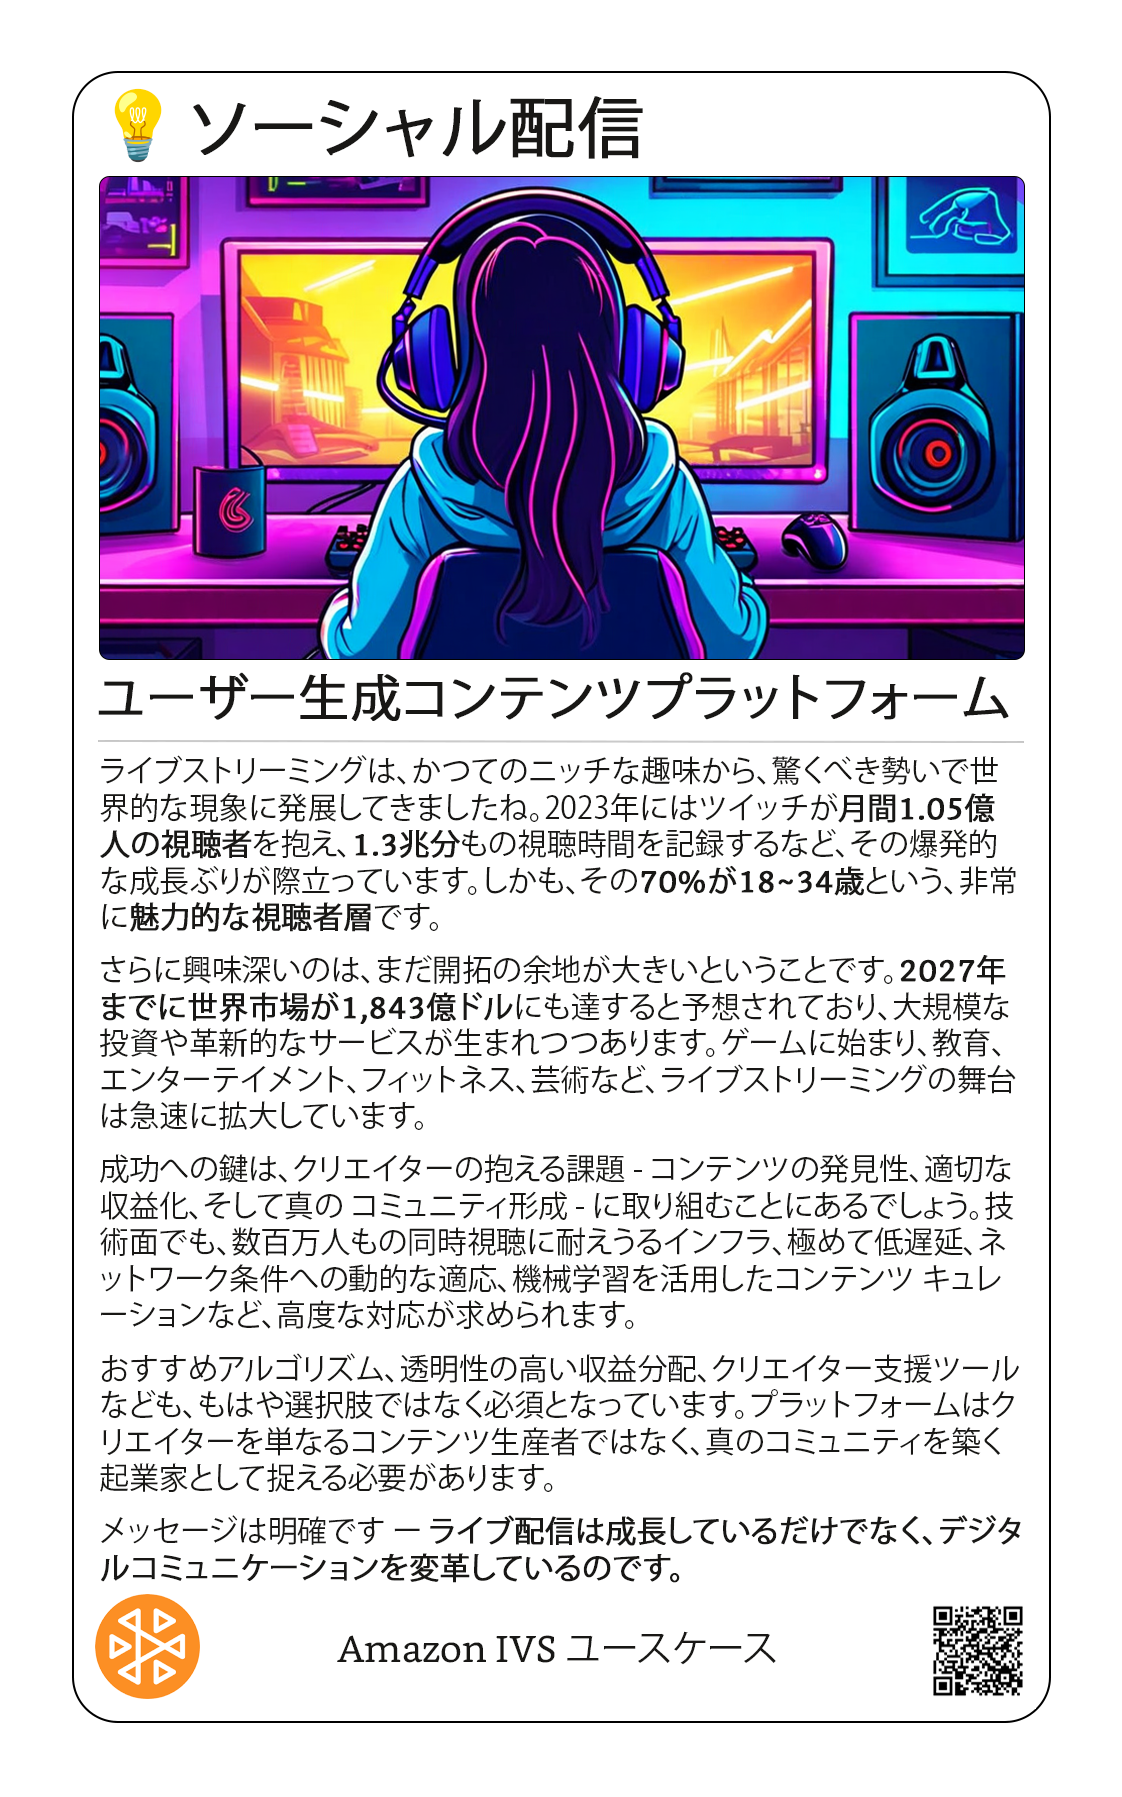 ソーシャル配信
ユーザー生成コンテンツプラットフォーム
ライブストリーミングは、かつてのニッチな趣味から、驚くべき勢いで世
界的な現象に発展してきましたね。2023年にはツイッチが月間1.05億
人の視聴者を抱え、1.3兆分もの視聴時間を記録するなど、その爆発的
な成長ぶりが際立っています。しかも、その70%が18~34歳という、非常
に魅力的な視聴者層です。
さらに興味深いのは、まだ開拓の余地が大きいということです。2027年
までに世界市場が1,843億ドルにも達すると予想されており、大規模な
投資や革新的なサービスが生まれつつあります。ゲームに始まり、教育、
エンターテイメント、フィットネス、芸術など、ライブストリーミングの舞台
は急速に拡大しています。
成功への鍵は、クリエイターの抱える課題 - コンテンツの発見性、適切な
収益化、そして真の コミュニティ形成 - に取り組むことにあるでしょう。技
術面でも、数百万人もの同時視聴に耐えうるインフラ、極めて低遅延、ネ
ットワーク条件への動的な適応、機械学習を活用したコンテンツ キュレ
ーションなど、高度な対応が求められます。
おすすめアルゴリズム、透明性の高い収益分配、クリエイター支援ツール
なども、もはや選択肢ではなく必須となっています。プラットフォームはク
リエイターを単なるコンテンツ生産者ではなく、真のコミュニティを築く
起業家として捉える必要があります。
メッセージは明確です ー ライブ配信は成長しているだけでなく、デジタ
ルコミュニケーションを変革しているのです。
Amazon IVS ユースケース